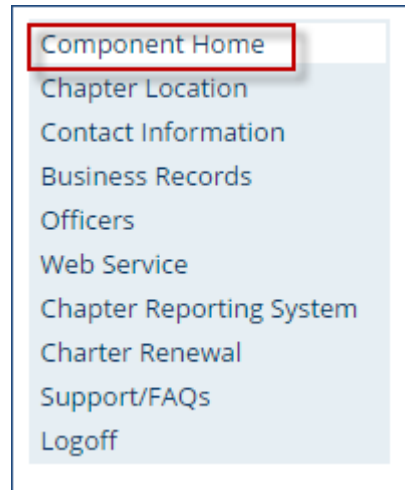 Component Home
Chapter Location
Contact Information
Business Records
Officers
Web Service
Chapter Reporting System
Charter Renewal
Support/FAQs
Logoff